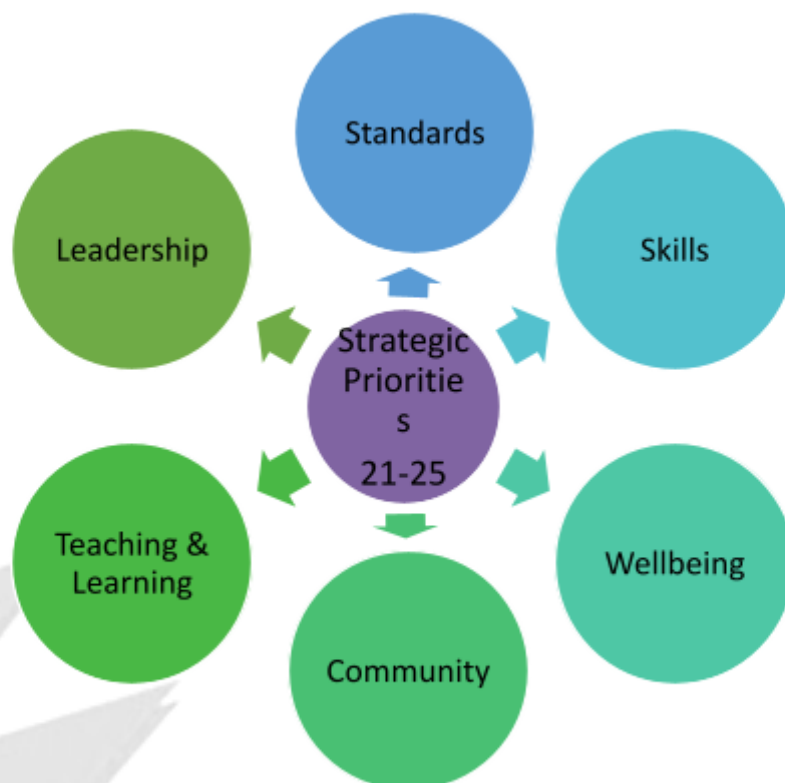 Standards
Leadership
Skills
Strategic
Prioritie
s
21-25
Teaching &
Learning
Wellbeing
Community